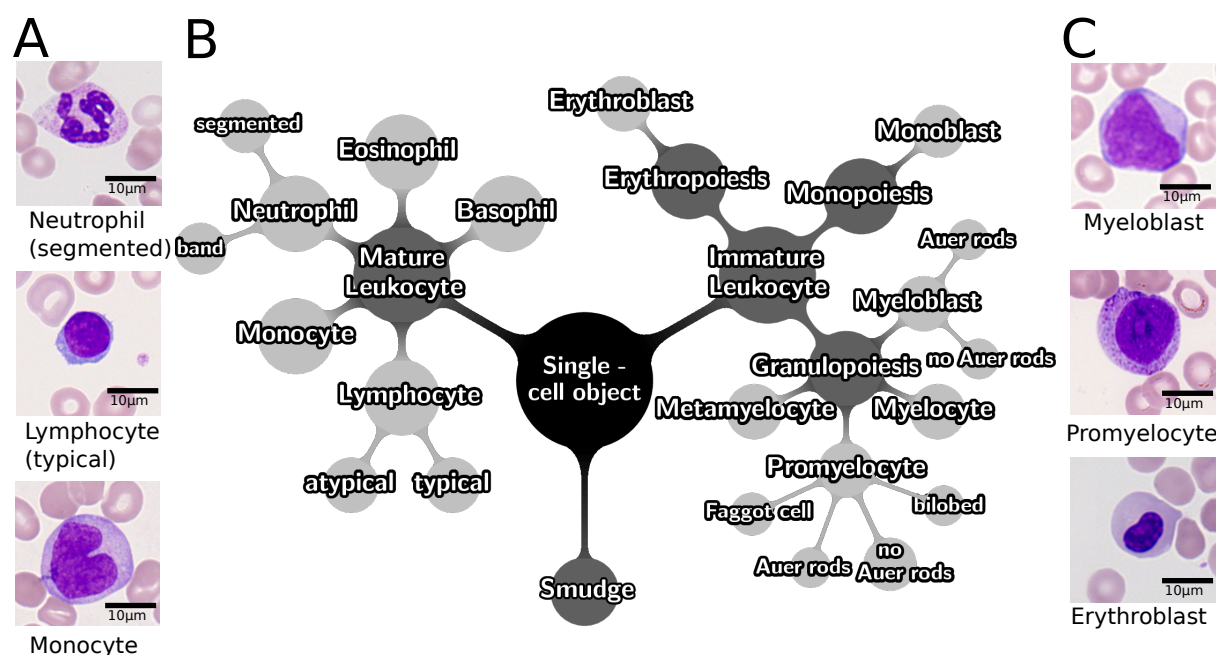 A
10μm
Neutrophil
(segmented)
10μm
Lymphocyte
(typical)
10μm
Monocyte
B
segmented
Eosinophil
Neutrophil
Basophil
band
Mature
Leukocyte
Monocyte
Lymphocyte
atypical
typical
Single -
cell object
Smudge
Erythroblast
Monoblast
Erythropoiesis
Monopoiesis
Immature
Leukocyte
Auer rods
Myeloblast
no Auer rods
Granulopoiesis
Metamyelocyte
Myelocyte
Promyelocyte
Faggot cell
bilobed
Auer rods
no
Auer rods
C
10μm
Myeloblast
10μm
Promyelocyte
10μm
Erythroblast